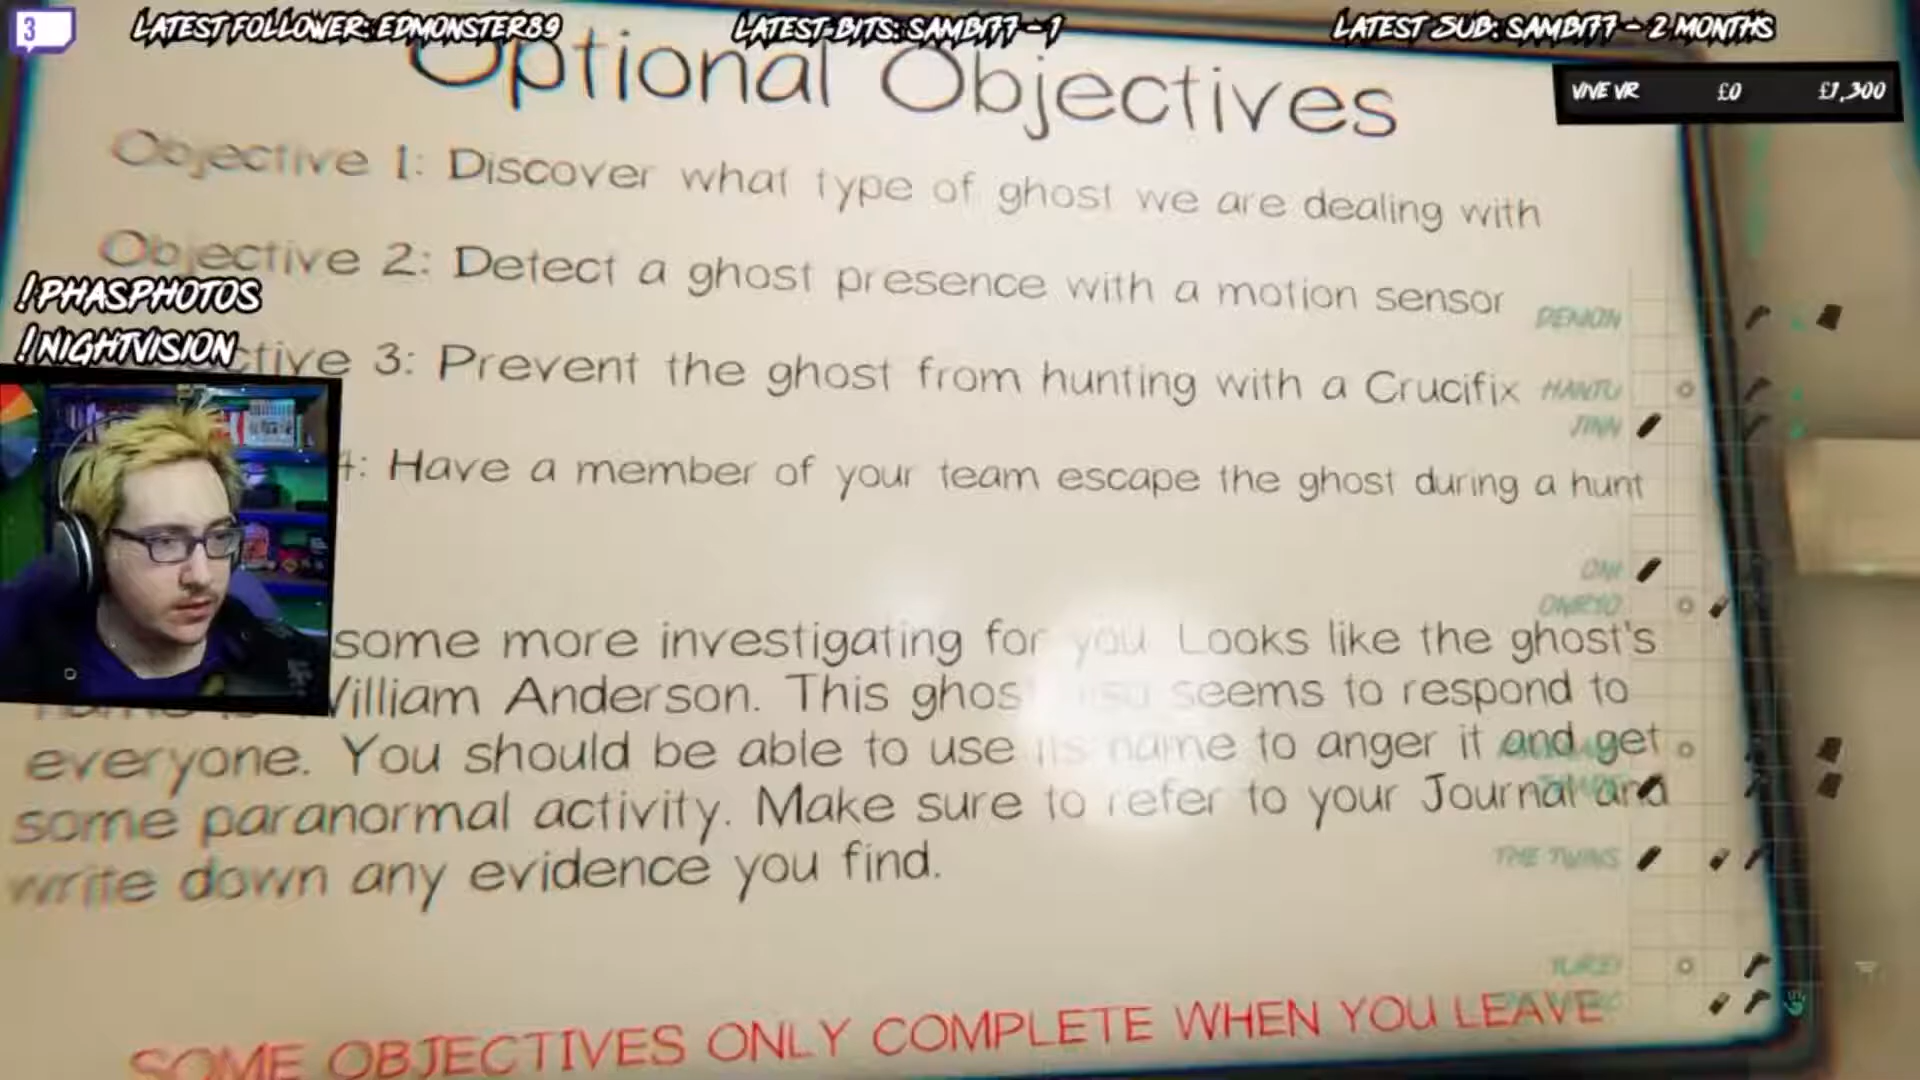 3
LATEST FOLLOWER: EDMONSTER89
LATEST BITS: SAMBI77 - 1
LATEST SUB: SAMBI77 - 2 MONTHS
Optional Objectives
VIVE VR £0 £1,300
Objective 1: Discover what type of ghost we are dealing with
Objective 2: Detect a ghost presence with a motion sensor
!PHASPHOTOS
DEMON
!NIGHTVISION
ctive 3: Prevent the ghost from hunting with a Crucifix
HANTU
JINN
4: Have a member of your team escape the ghost during a hunt
ONI
ONRYO
some more investigating for you. Looks like the ghost's
William Anderson. This ghost also seems to respond to
everyone. You should be able to use its name to anger it and get
some paranormal activity. Make sure to refer to your Journal and
write down any evidence you find.
THE TWINS
YUREI
SOME OBJECTIVES ONLY COMPLETE WHEN YOU LEAVE